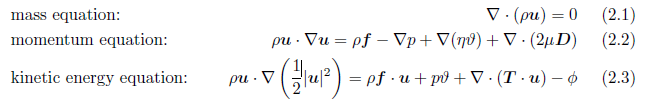 mass equation: ∇ · (ρu) = 0 (2.1)
momentum equation: ρu · ∇u = ρf − ∇p + ∇(ηϑ) + ∇ · (2μD) (2.2)
kinetic energy equation: ρu · ∇(1/2|u|²) = ρf · u + pϑ + ∇ · (T · u) − ϕ (2.3)